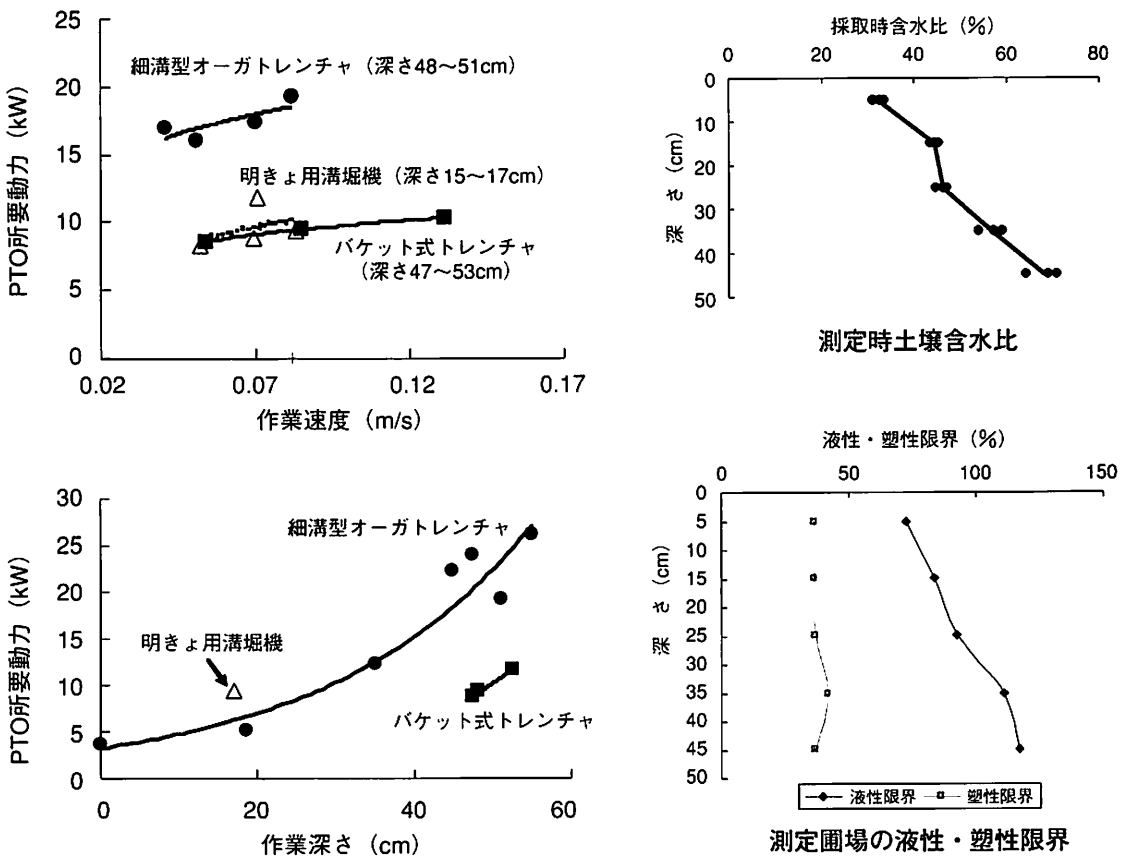 25
20
15
10
5
0
PTO所要動力 (kW)
細溝型オーガトレンチャ (深さ48〜51cm)
明きょ用溝堀機 (深さ15〜17cm)
バケット式トレンチャ
(深さ47〜53cm)
0.02 0.07 0.12 0.17
作業速度 (m/s)
採取時含水比 (%)
0 20 40 60 80
0
10
20
30
40
50
深さ (cm)
測定時土壌含水比
30
25
20
15
10
5
0
PTO所要動力 (kW)
細溝型オーガトレンチャ
明きょ用溝堀機
バケット式トレンチャ
0 20 40 60
作業深さ (cm)
液性・塑性限界 (%)
0 50 100 150
0
5
10
15
20
25
30
35
40
45
50
深さ (cm)
液性限界 塑性限界
測定圃場の液性・塑性限界